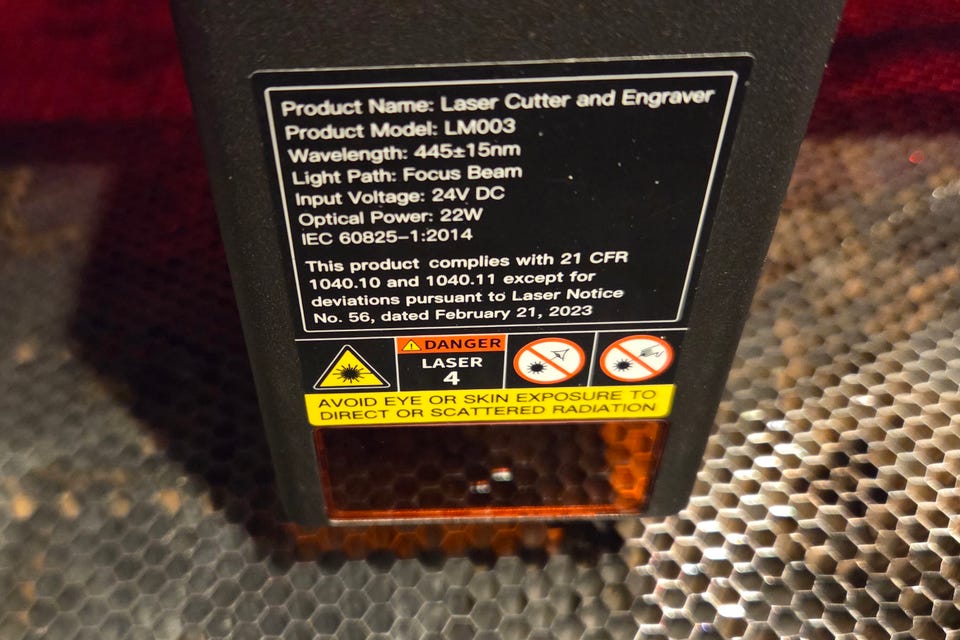 Product Name: Laser Cutter and Engraver
Product Model: LM003
Wavelength: 445±15nm
Light Path: Focus Beam
Input Voltage: 24V DC
Optical Power: 22W
IEC 60825-1:2014
This product complies with 21 CFR
1040.10 and 1040.11 except for
deviations pursuant to Laser Notice
No. 56, dated February 21, 2023
DANGER
LASER
4
AVOID EYE OR SKIN EXPOSURE TO
DIRECT OR SCATTERED RADIATION